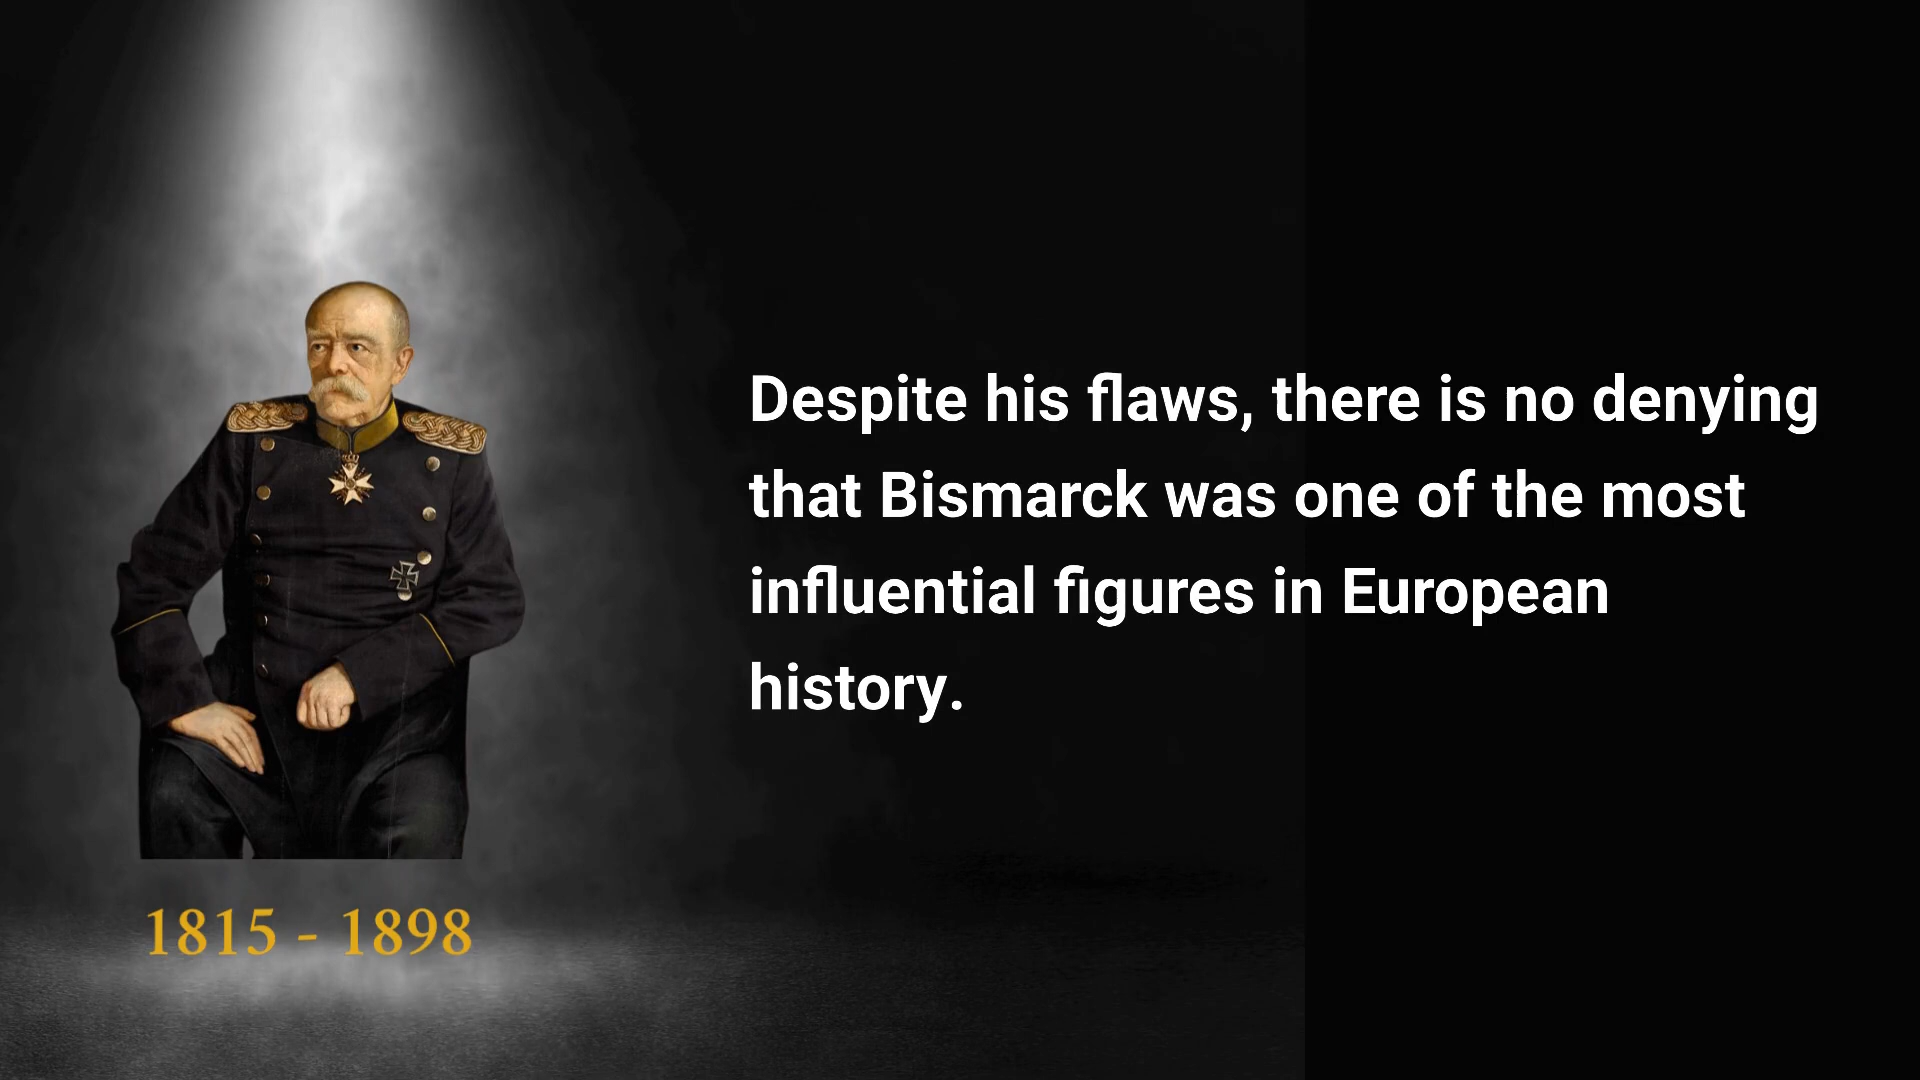 Despite his flaws, there is no denying
that Bismarck was one of the most
influential figures in European
history.
1815 - 1898